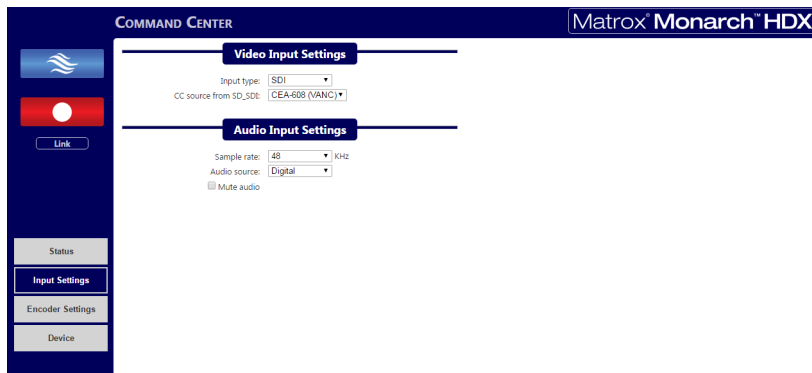 COMMAND CENTER
Matrox® Monarch™ HDX
Video Input Settings
Input type: SDI
CC source from SD_SDI: CEA-608 (VANC)
Audio Input Settings
Sample rate: 48 KHz
Audio source: Digital
Mute audio
Link
Status
Input Settings
Encoder Settings
Device